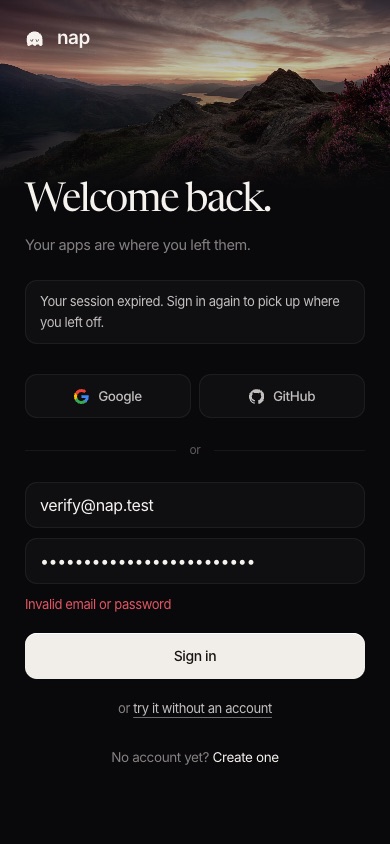 nap
Welcome back.
Your apps are where you left them.
Your session expired. Sign in again to pick up where
you left off.
Google
GitHub
or
verify@nap.test
Invalid email or password
Sign in
or try it without an account
No account yet? Create one